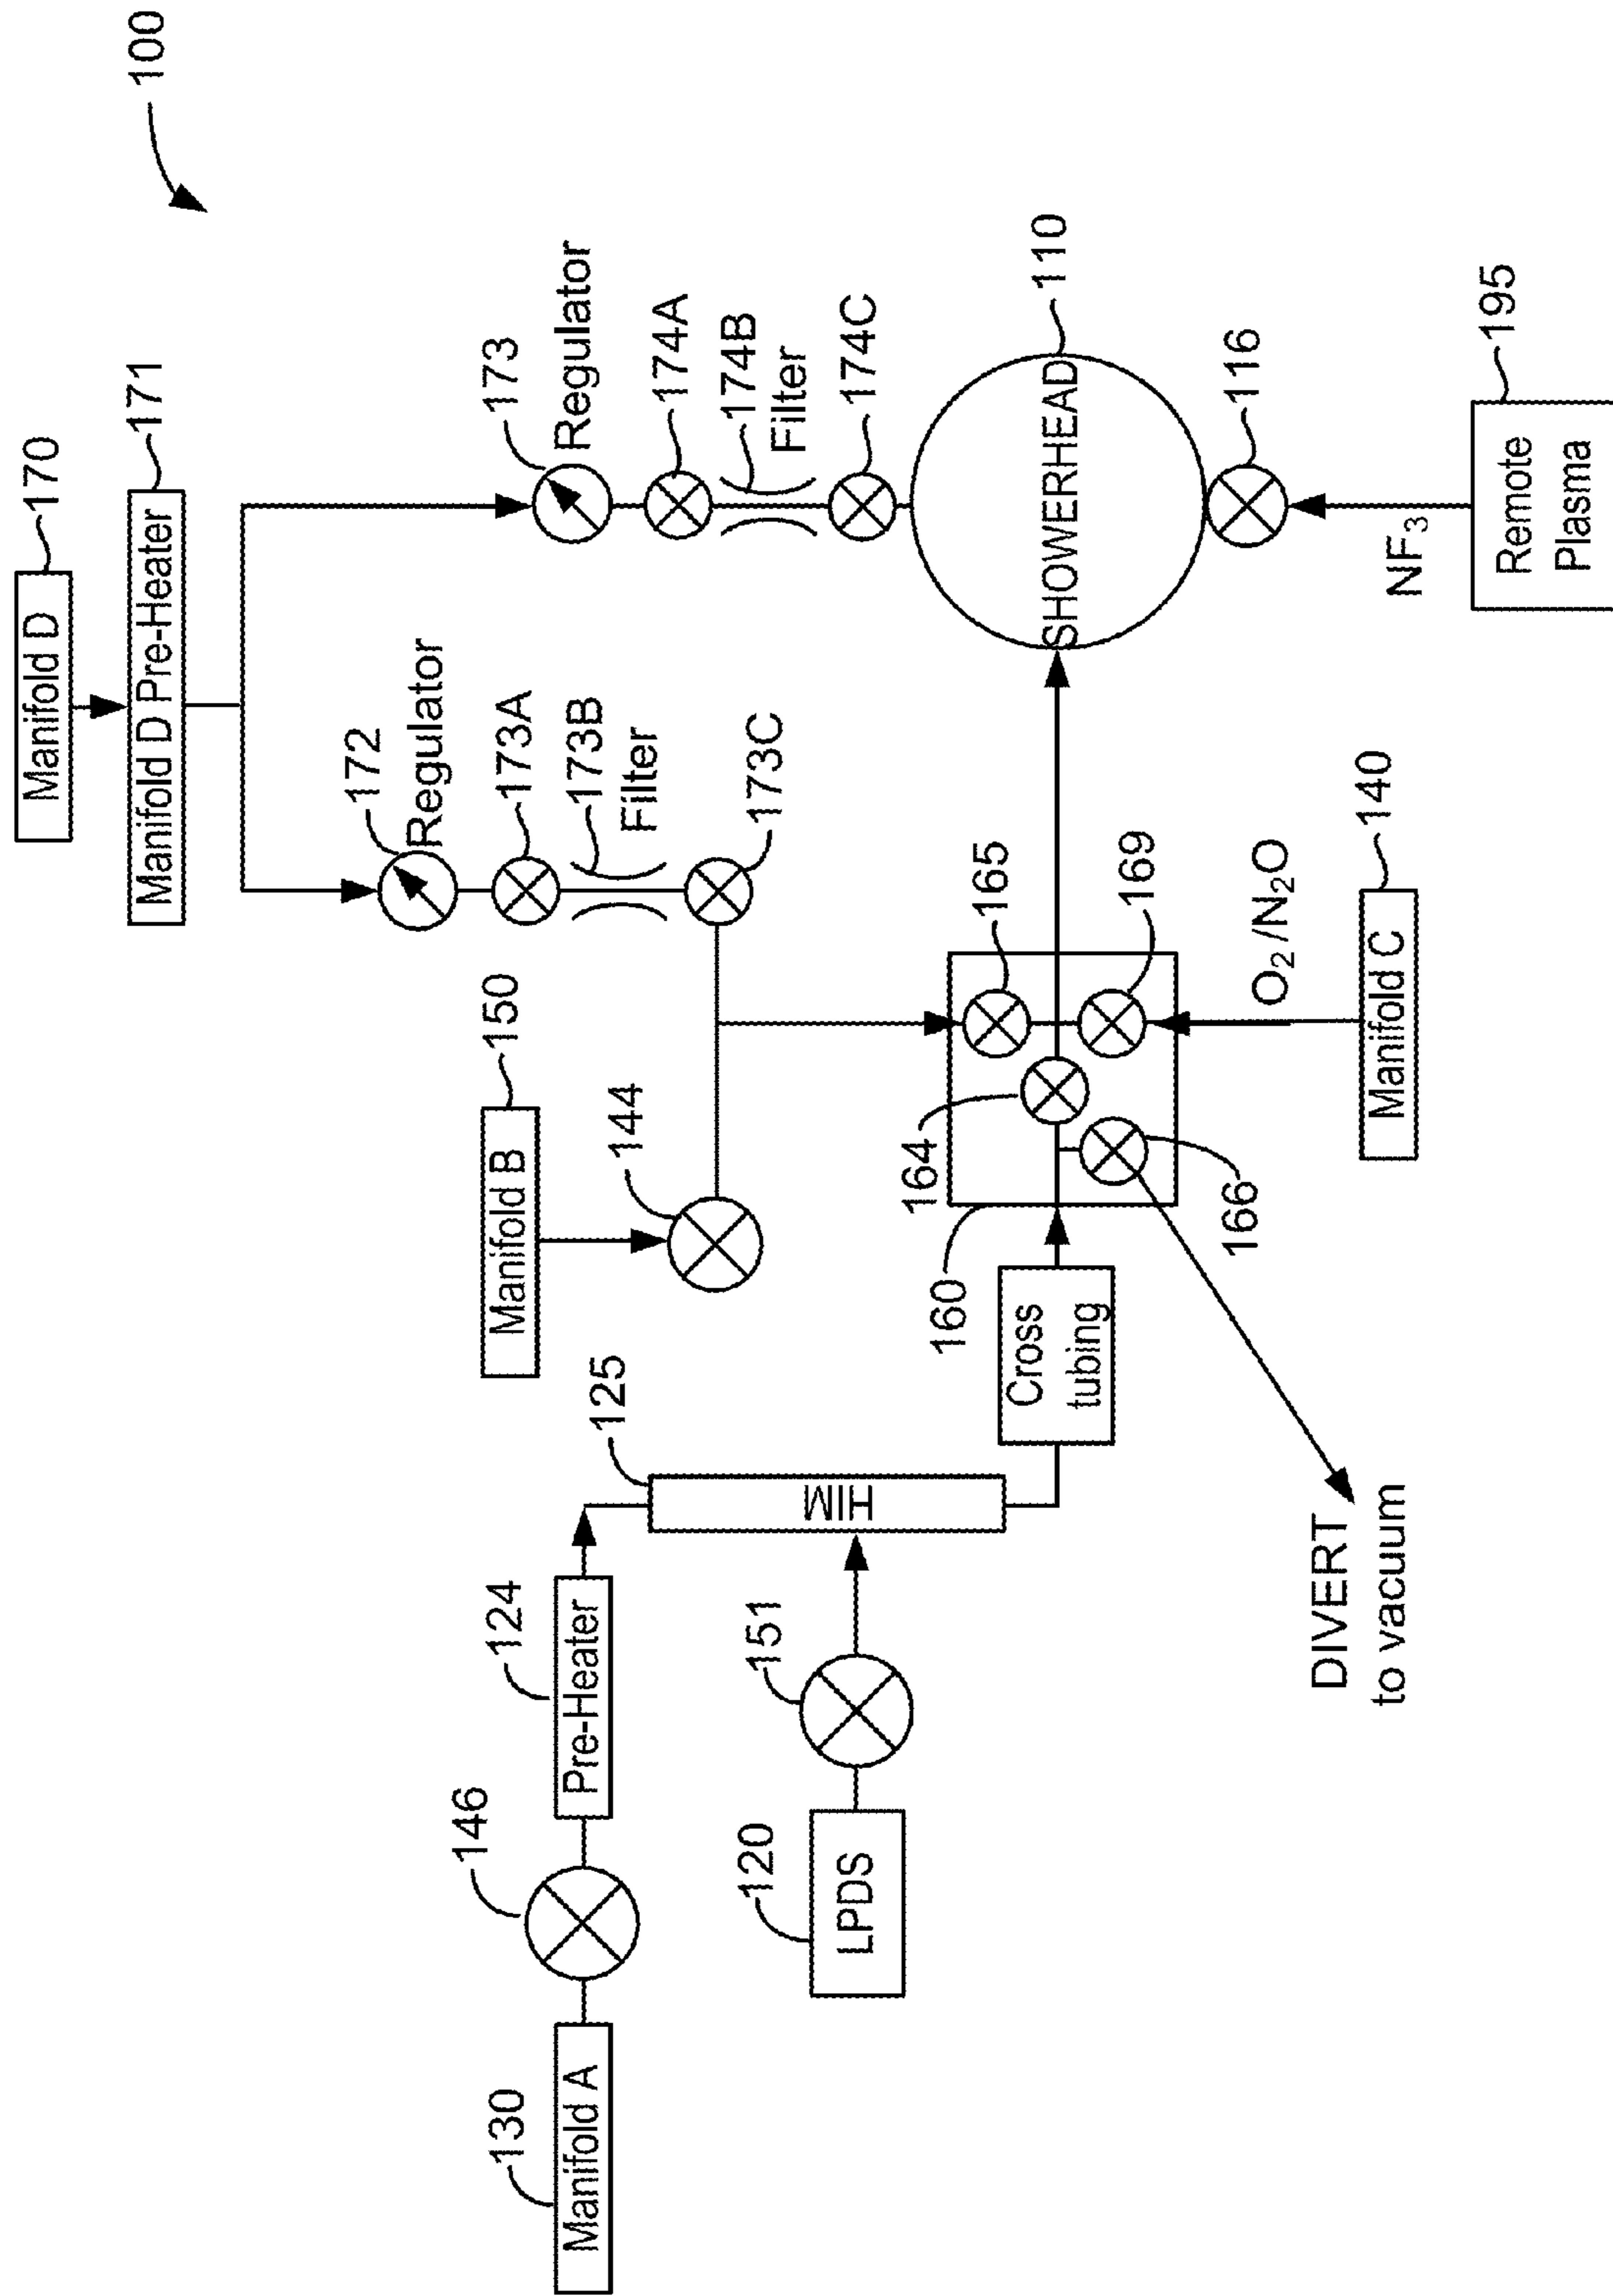 100
Manifold D
170
Manifold D Pre-Heater
171
172
Regulator
173
Regulator
173A
173B
Filter
173C
174A
174B
Filter
174C
Manifold B
150
144
130
Manifold A
146
Pre-Heater
124
125
HIM
120
LPDS
151
Cross
tubing
160
164
165
166
169
SHOWERHEAD
110
116
NF₃
Remote
Plasma
195
O₂/N₂O
Manifold C
140
DIVERT
to vacuum